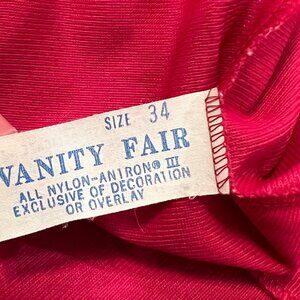 SIZE 34
VANITY FAIR
ALL NYLON-ANTRON® III
EXCLUSIVE OF DECORATION
OR OVERLAY